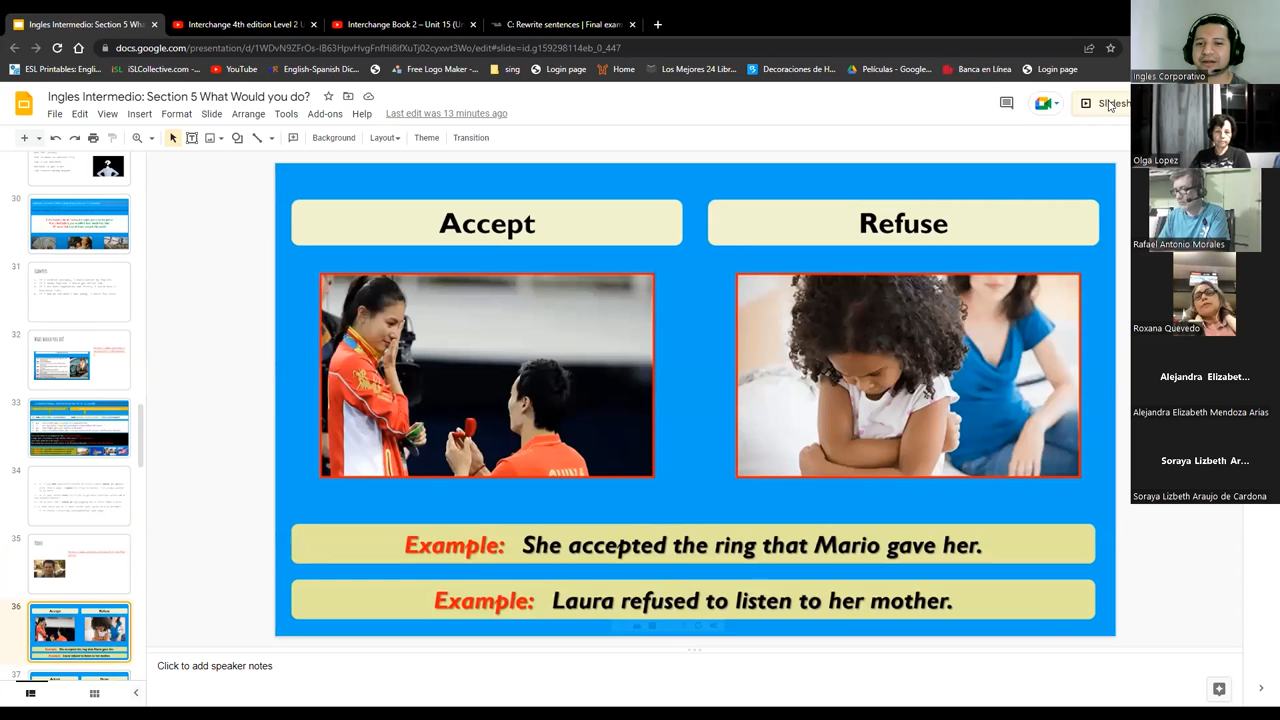 Ingles Intermedio: Section 5 What
Interchange 4th edition Level 2 U
Interchange Book 2 – Unit 15 (Un
C: Rewrite sentences | Final exam
docs.google.com/presentation/d/1WDvN9ZFrOs-IB63HpvHvgFnfHi8ifXuTj02cyxwt3Wo/edit#slide=id.g159298114eb_0_447
ESL Printables: Engli...
iSLCollective.com -...
YouTube
English-Spanish Dic...
Free Logo Maker -...
1.png
Login page
Home
Los Mejores 24 Libr...
Decoraciones de H...
Películas - Google...
Banca en Línea
Login page
Ingles Intermedio: Section 5 What Would you do?
File Edit View Insert Format Slide Arrange Tools Add-ons Help
Last edit was 13 minutes ago
Slidesh
Background Layout Theme Transition
30
31
32
33
34
35
36
37
Accept
Refuse
CHINA
Example: She accepted the ring that Mario gave her.
Example: Laura refused to listen to her mother.
Click to add speaker notes
Ingles Corporativo
Olga Lopez
Rafael Antonio Morales
Roxana Quevedo
Alejandra Elizabet...
Alejandra Elizabeth Mendoza Arias
Soraya Lizbeth Ar...
Soraya Lizbeth Araujo de Cardona